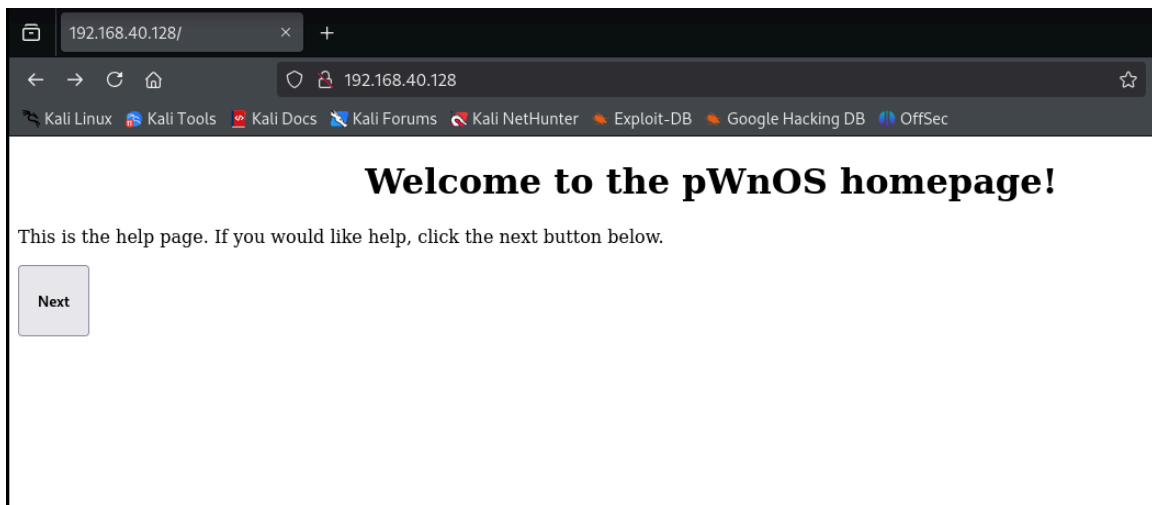 192.168.40.128/
192.168.40.128
Kali Linux Kali Tools Kali Docs Kali Forums Kali NetHunter Exploit-DB Google Hacking DB OffSec
Welcome to the pWnOS homepage!
This is the help page. If you would like help, click the next button below.
Next